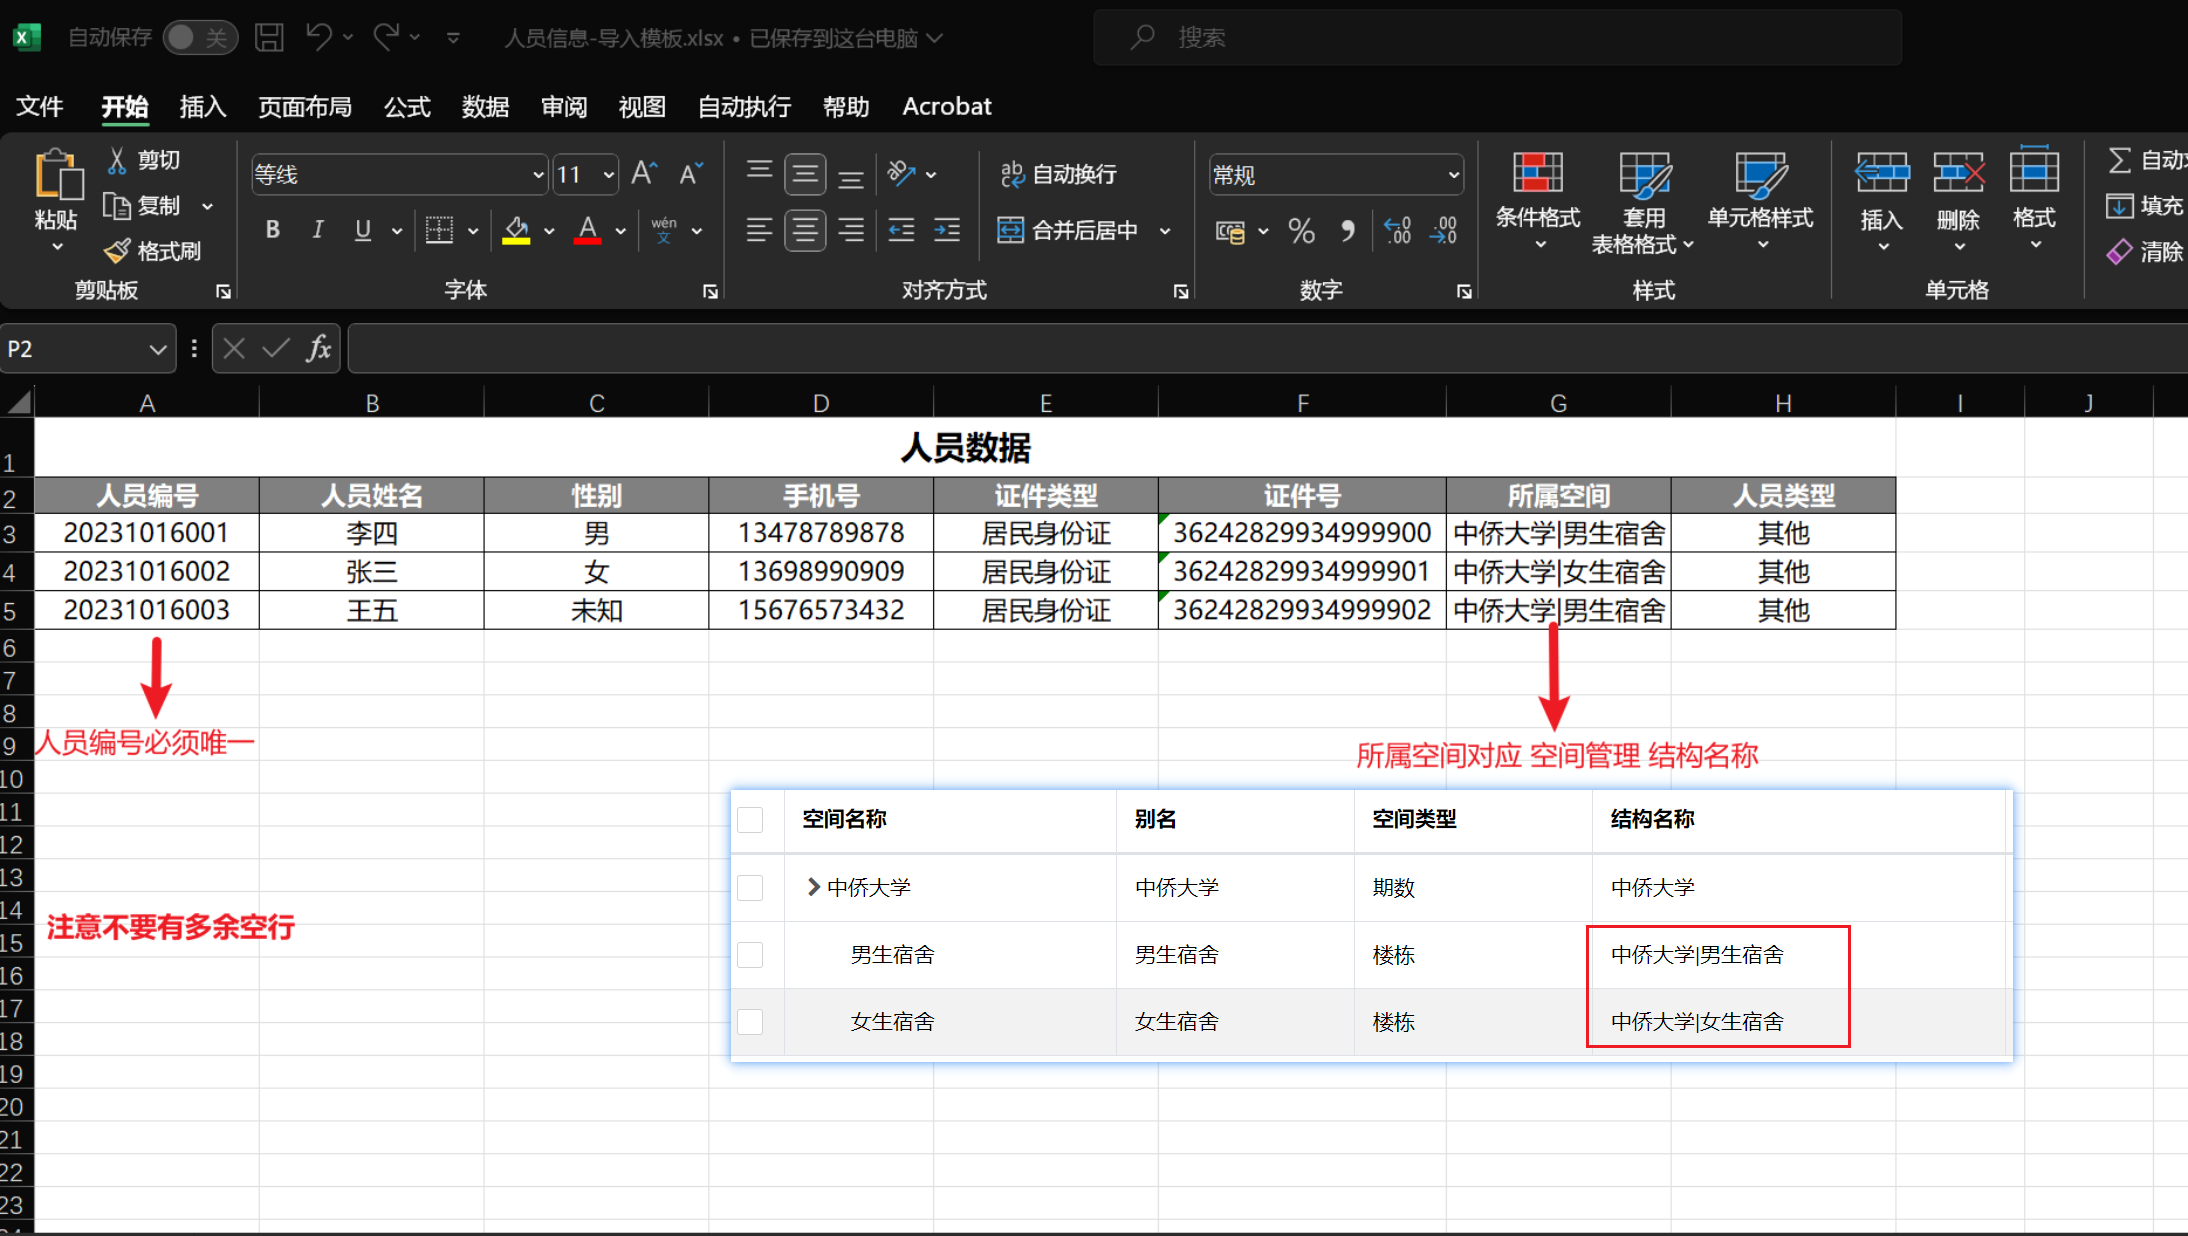 自动保存 关 人员信息-导入模板.xlsx • 已保存到这台电脑 搜索
文件 开始 插入 页面布局 公式 数据 审阅 视图 自动执行 帮助 Acrobat
粘贴 剪切 复制 格式刷
剪贴板
等线 11
B I U A wén 文
字体
自动换行
合并后居中
对齐方式
常规
数字
条件格式 套用 表格格式 单元格样式
样式
插入 删除 格式
单元格
填充
清除
P2 fx
A B C D E F G H I J
1 人员数据
2 人员编号 人员姓名 性别 手机号 证件类型 证件号 所属空间 人员类型
3 20231016001 李四 男 13478789878 居民身份证 36242829934999900 中侨大学|男生宿舍 其他
4 20231016002 张三 女 13698990909 居民身份证 36242829934999901 中侨大学|女生宿舍 其他
5 20231016003 王五 未知 15676573432 居民身份证 36242829934999902 中侨大学|男生宿舍 其他
6
7
8
9 人员编号必须唯一
所属空间对应 空间管理 结构名称
10
11
空间名称 别名 空间类型 结构名称
12
13
中侨大学 中侨大学 期数 中侨大学
14
注意不要有多余空行
15
男生宿舍 男生宿舍 楼栋 中侨大学|男生宿舍
16
17
女生宿舍 女生宿舍 楼栋 中侨大学|女生宿舍
18
19
20
21
22
23